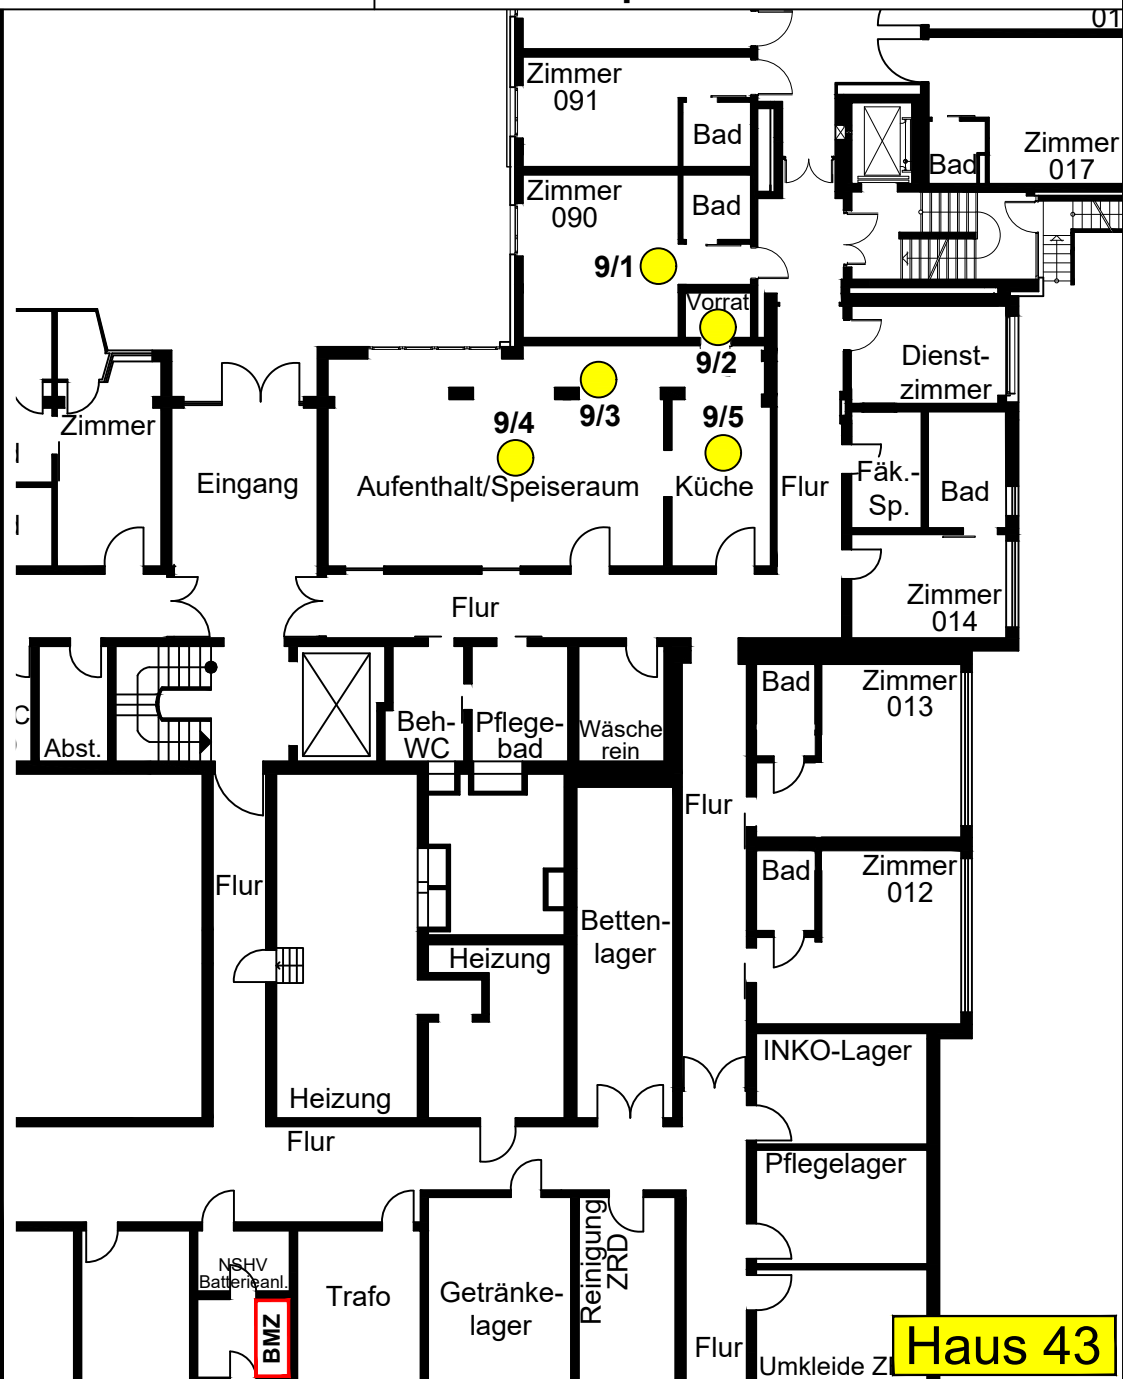 01
Zimmer
091
Bad
Zimmer
017
Bad
Zimmer
090
Bad
9/1
Vorrat
9/2
Dienst-
zimmer
9/3
9/4
9/5
Zimmer
Eingang
Aufenthalt/Speiseraum
Küche
Flur
Fäk.-
Sp.
Bad
Flur
Zimmer
014
Abst.
Beh-
WC
Pflege-
bad
Wäsche
rein
Bad
Zimmer
013
Flur
Flur
Bad
Zimmer
012
Betten-
lager
Heizung
Heizung
INKO-Lager
Flur
Pflegelager
NSHV
Batterieanl.
BMZ
Trafo
Getränke-
lager
Reinigung
ZRD
Flur
Umkleide
Haus 43